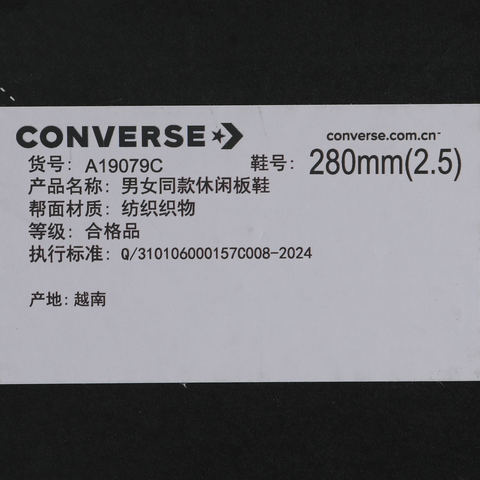 CONVERSE
converse.com.cn
货号: A19079C 鞋号: 280mm(2.5)
产品名称: 男女同款休闲板鞋
帮面材质: 纺织织物
等级: 合格品
执行标准: Q/310106000157C008-2024
产地: 越南